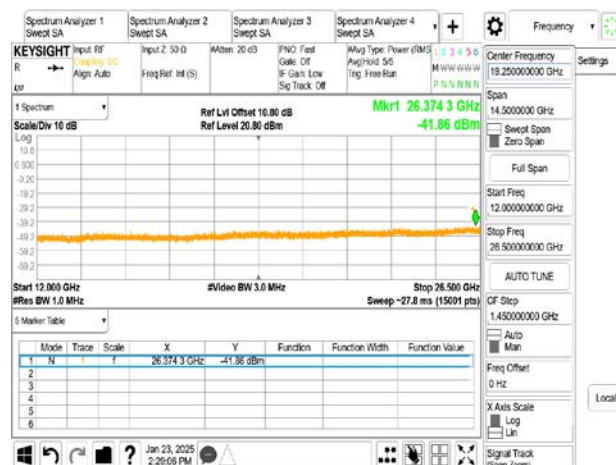 Spectrum Analyzer 1
Swept SA
Spectrum Analyzer 2
Swept SA
Spectrum Analyzer 3
Swept SA
Spectrum Analyzer 4
Swept SA
+
Frequency
KEYSIGHT
R
Input: RF
Coupling: DC
Align: Auto
Input Z: 50 Ω
Freq Ref: Int (S)
#Atten: 20 dB
PNO: Fast
Gate: Off
IF Gain: Low
Sig Track: Off
#Avg Type: Power (RMS
Avg|Hold: 5/5
Trig: Free Run
1 2 3 4 5 6
M W W W W W
P N N N N N
1 Spectrum
Scale/Div 10 dB
Ref Lvl Offset 10.80 dB
Ref Level 20.80 dBm
Mkr1 26.374 3 GHz
-41.86 dBm
Log
10.8
0.800
-9.20
-19.2
-29.2
-39.2
-49.2
-59.2
-69.2
Start 12.000 GHz
#Video BW 3.0 MHz
Stop 26.500 GHz
#Res BW 1.0 MHz
Sweep ~27.8 ms (15001 pts)
5 Marker Table
Mode Trace Scale X Y Function Function Width Function Value
1 N 1 f 26.374 3 GHz -41.86 dBm
2
3
4
5
6
Jan 23, 2025
2:29:06 PM
Center Frequency
19.250000000 GHz
Settings
Span
14.5000000 GHz
Swept Span
Zero Span
Full Span
Start Freq
12.000000000 GHz
Stop Freq
26.500000000 GHz
AUTO TUNE
CF Step
1.450000000 GHz
Auto
Man
Freq Offset
0 Hz
X Axis Scale
Log
Lin
Local
Signal Track